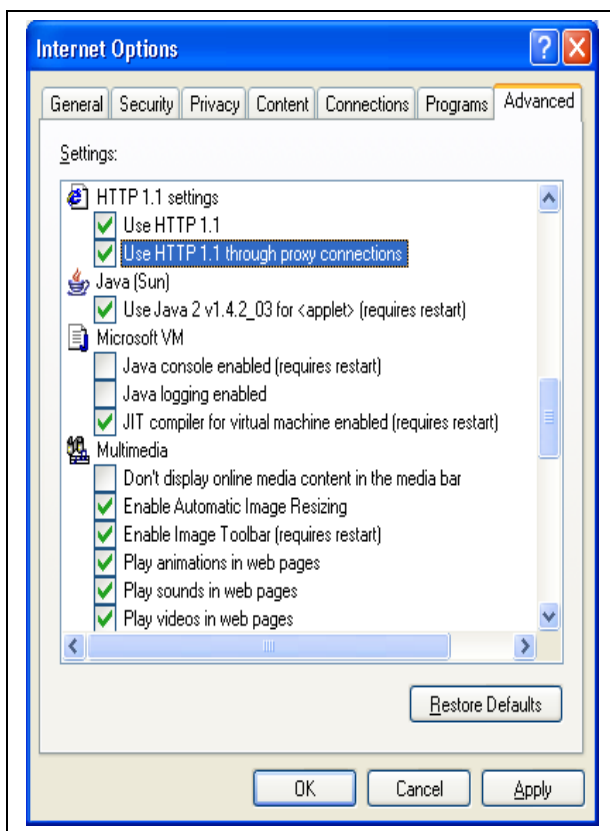 Internet Options
General Security Privacy Content Connections Programs Advanced
Settings:
HTTP 1.1 settings
Use HTTP 1.1
Use HTTP 1.1 through proxy connections
Java (Sun)
Use Java 2 v1.4.2_03 for <applet> (requires restart)
Microsoft VM
Java console enabled (requires restart)
Java logging enabled
JIT compiler for virtual machine enabled (requires restart)
Multimedia
Don't display online media content in the media bar
Enable Automatic Image Resizing
Enable Image Toolbar (requires restart)
Play animations in web pages
Play sounds in web pages
Play videos in web pages
Restore Defaults
OK Cancel Apply